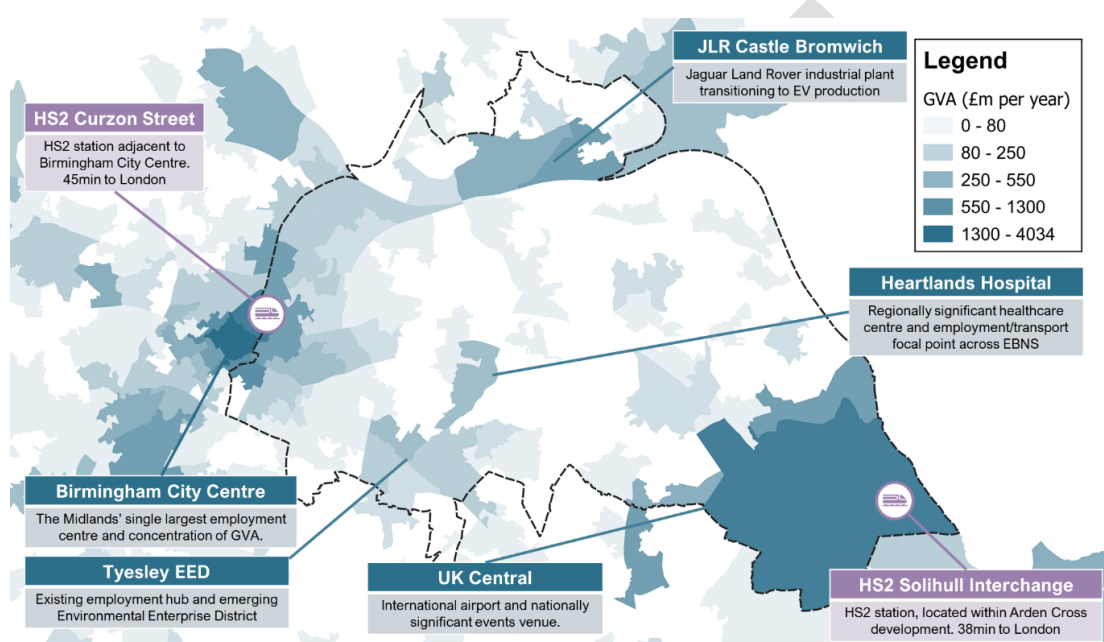 JLR Castle Bromwich
Jaguar Land Rover industrial plant
transitioning to EV production
Legend
GVA (£m per year)
0 - 80
80 - 250
250 - 550
550 - 1300
1300 - 4034
HS2 Curzon Street
HS2 station adjacent to
Birmingham City Centre.
45min to London
Heartlands Hospital
Regionally significant healthcare
centre and employment/transport
focal point across EBNS
Birmingham City Centre
The Midlands' single largest employment
centre and concentration of GVA.
Tyesley EED
Existing employment hub and emerging
Environmental Enterprise District
UK Central
International airport and nationally
significant events venue.
HS2 Solihull Interchange
HS2 station, located within Arden Cross
development. 38min to London